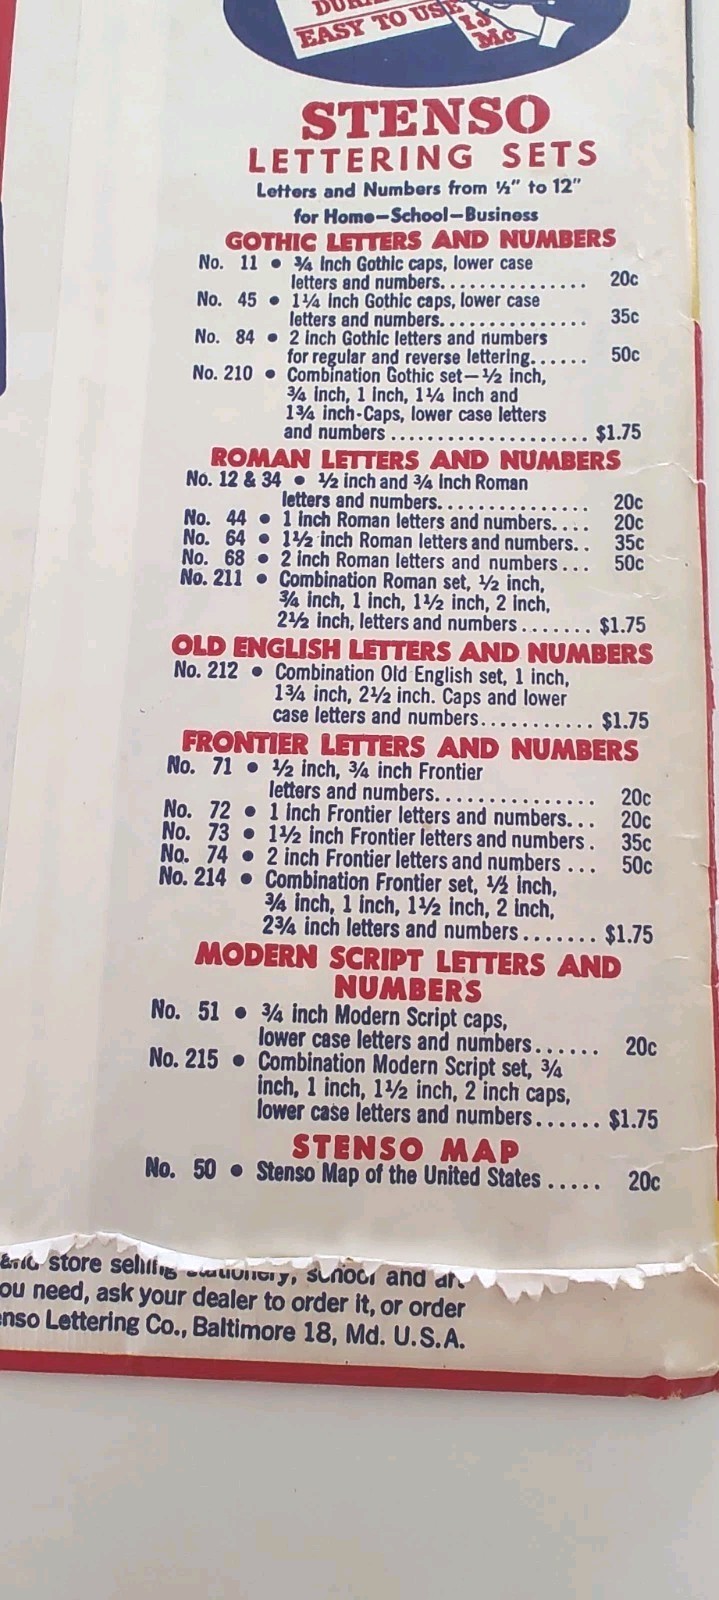 EASY TO USE
STENSO
LETTERING SETS
Letters and Numbers from ½" to 12"
for Home—School—Business
GOTHIC LETTERS AND NUMBERS
No. 11 • ¾ Inch Gothic caps, lower case
letters and numbers............... 20c
No. 45 • 1¼ Inch Gothic caps, lower case
letters and numbers............... 35c
No. 84 • 2 inch Gothic letters and numbers
for regular and reverse lettering...... 50c
No. 210 • Combination Gothic set—½ inch,
¾ inch, 1 inch, 1¼ inch and
1¾ inch-Caps, lower case letters
and numbers .................... $1.75
ROMAN LETTERS AND NUMBERS
No. 12 & 34 • ½ inch and ¾ Inch Roman
letters and numbers............... 20c
No. 44 • 1 inch Roman letters and numbers.... 20c
No. 64 • 1½ inch Roman letters and numbers.. 35c
No. 68 • 2 inch Roman letters and numbers... 50c
No. 211 • Combination Roman set, ½ inch,
¾ inch, 1 inch, 1½ inch, 2 inch,
2½ inch, letters and numbers ....... $1.75
OLD ENGLISH LETTERS AND NUMBERS
No. 212 • Combination Old English set, 1 inch,
1¾ inch, 2½ inch. Caps and lower
case letters and numbers........... $1.75
FRONTIER LETTERS AND NUMBERS
No. 71 • ½ inch, ¾ inch Frontier
letters and numbers................ 20c
No. 72 • 1 inch Frontier letters and numbers... 20c
No. 73 • 1½ inch Frontier letters and numbers . 35c
No. 74 • 2 inch Frontier letters and numbers ... 50c
No. 214 • Combination Frontier set, ½ inch,
¾ inch, 1 inch, 1½ inch, 2 inch,
2¾ inch letters and numbers....... $1.75
MODERN SCRIPT LETTERS AND
NUMBERS
No. 51 • ¾ inch Modern Script caps,
lower case letters and numbers...... 20c
No. 215 • Combination Modern Script set, ¾
inch, 1 inch, 1½ inch, 2 inch caps,
lower case letters and numbers...... $1.75
STENSO MAP
No. 50 • Stenso Map of the United States ..... 20c
and store selling stationery, school and
ou need, ask your dealer to order it, or order
nso Lettering Co., Baltimore 18, Md. U.S.A.